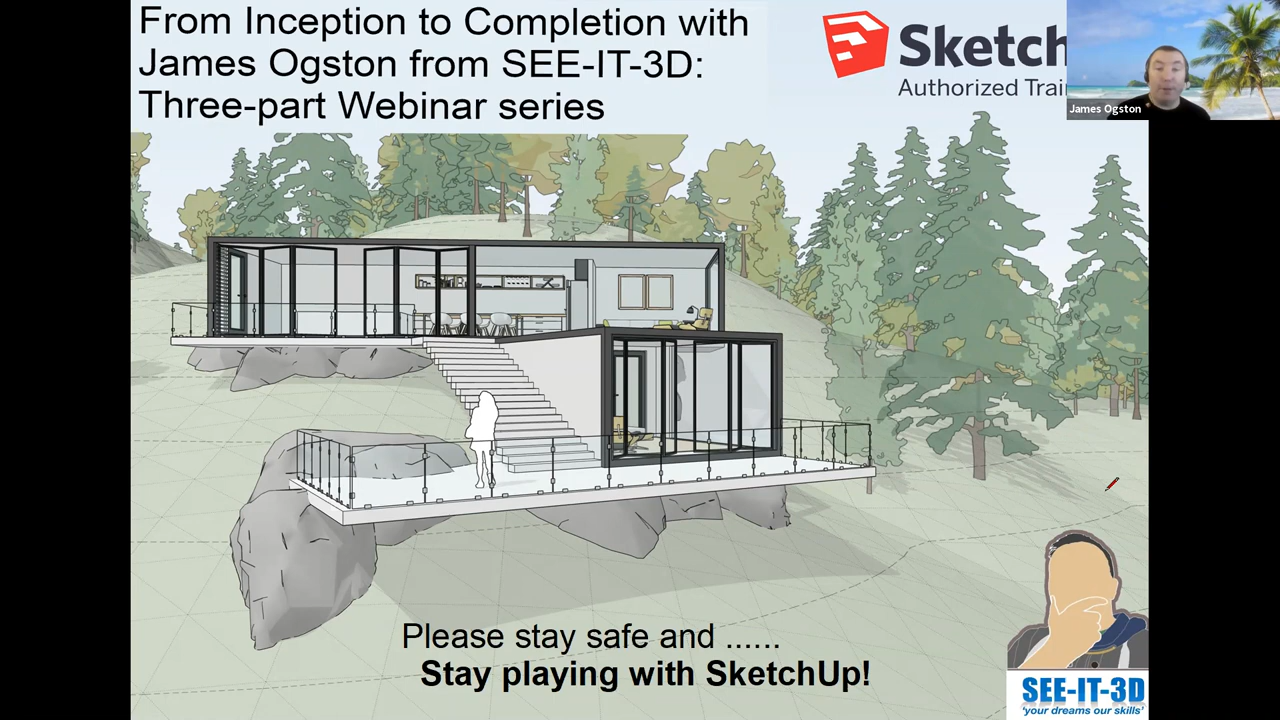 From Inception to Completion with
James Ogston from SEE-IT-3D:
Three-part Webinar series
Sketch
Authorized Trai
James Ogston
Please stay safe and ......
Stay playing with SketchUp!
SEE-IT-3D
'your dreams our skills'